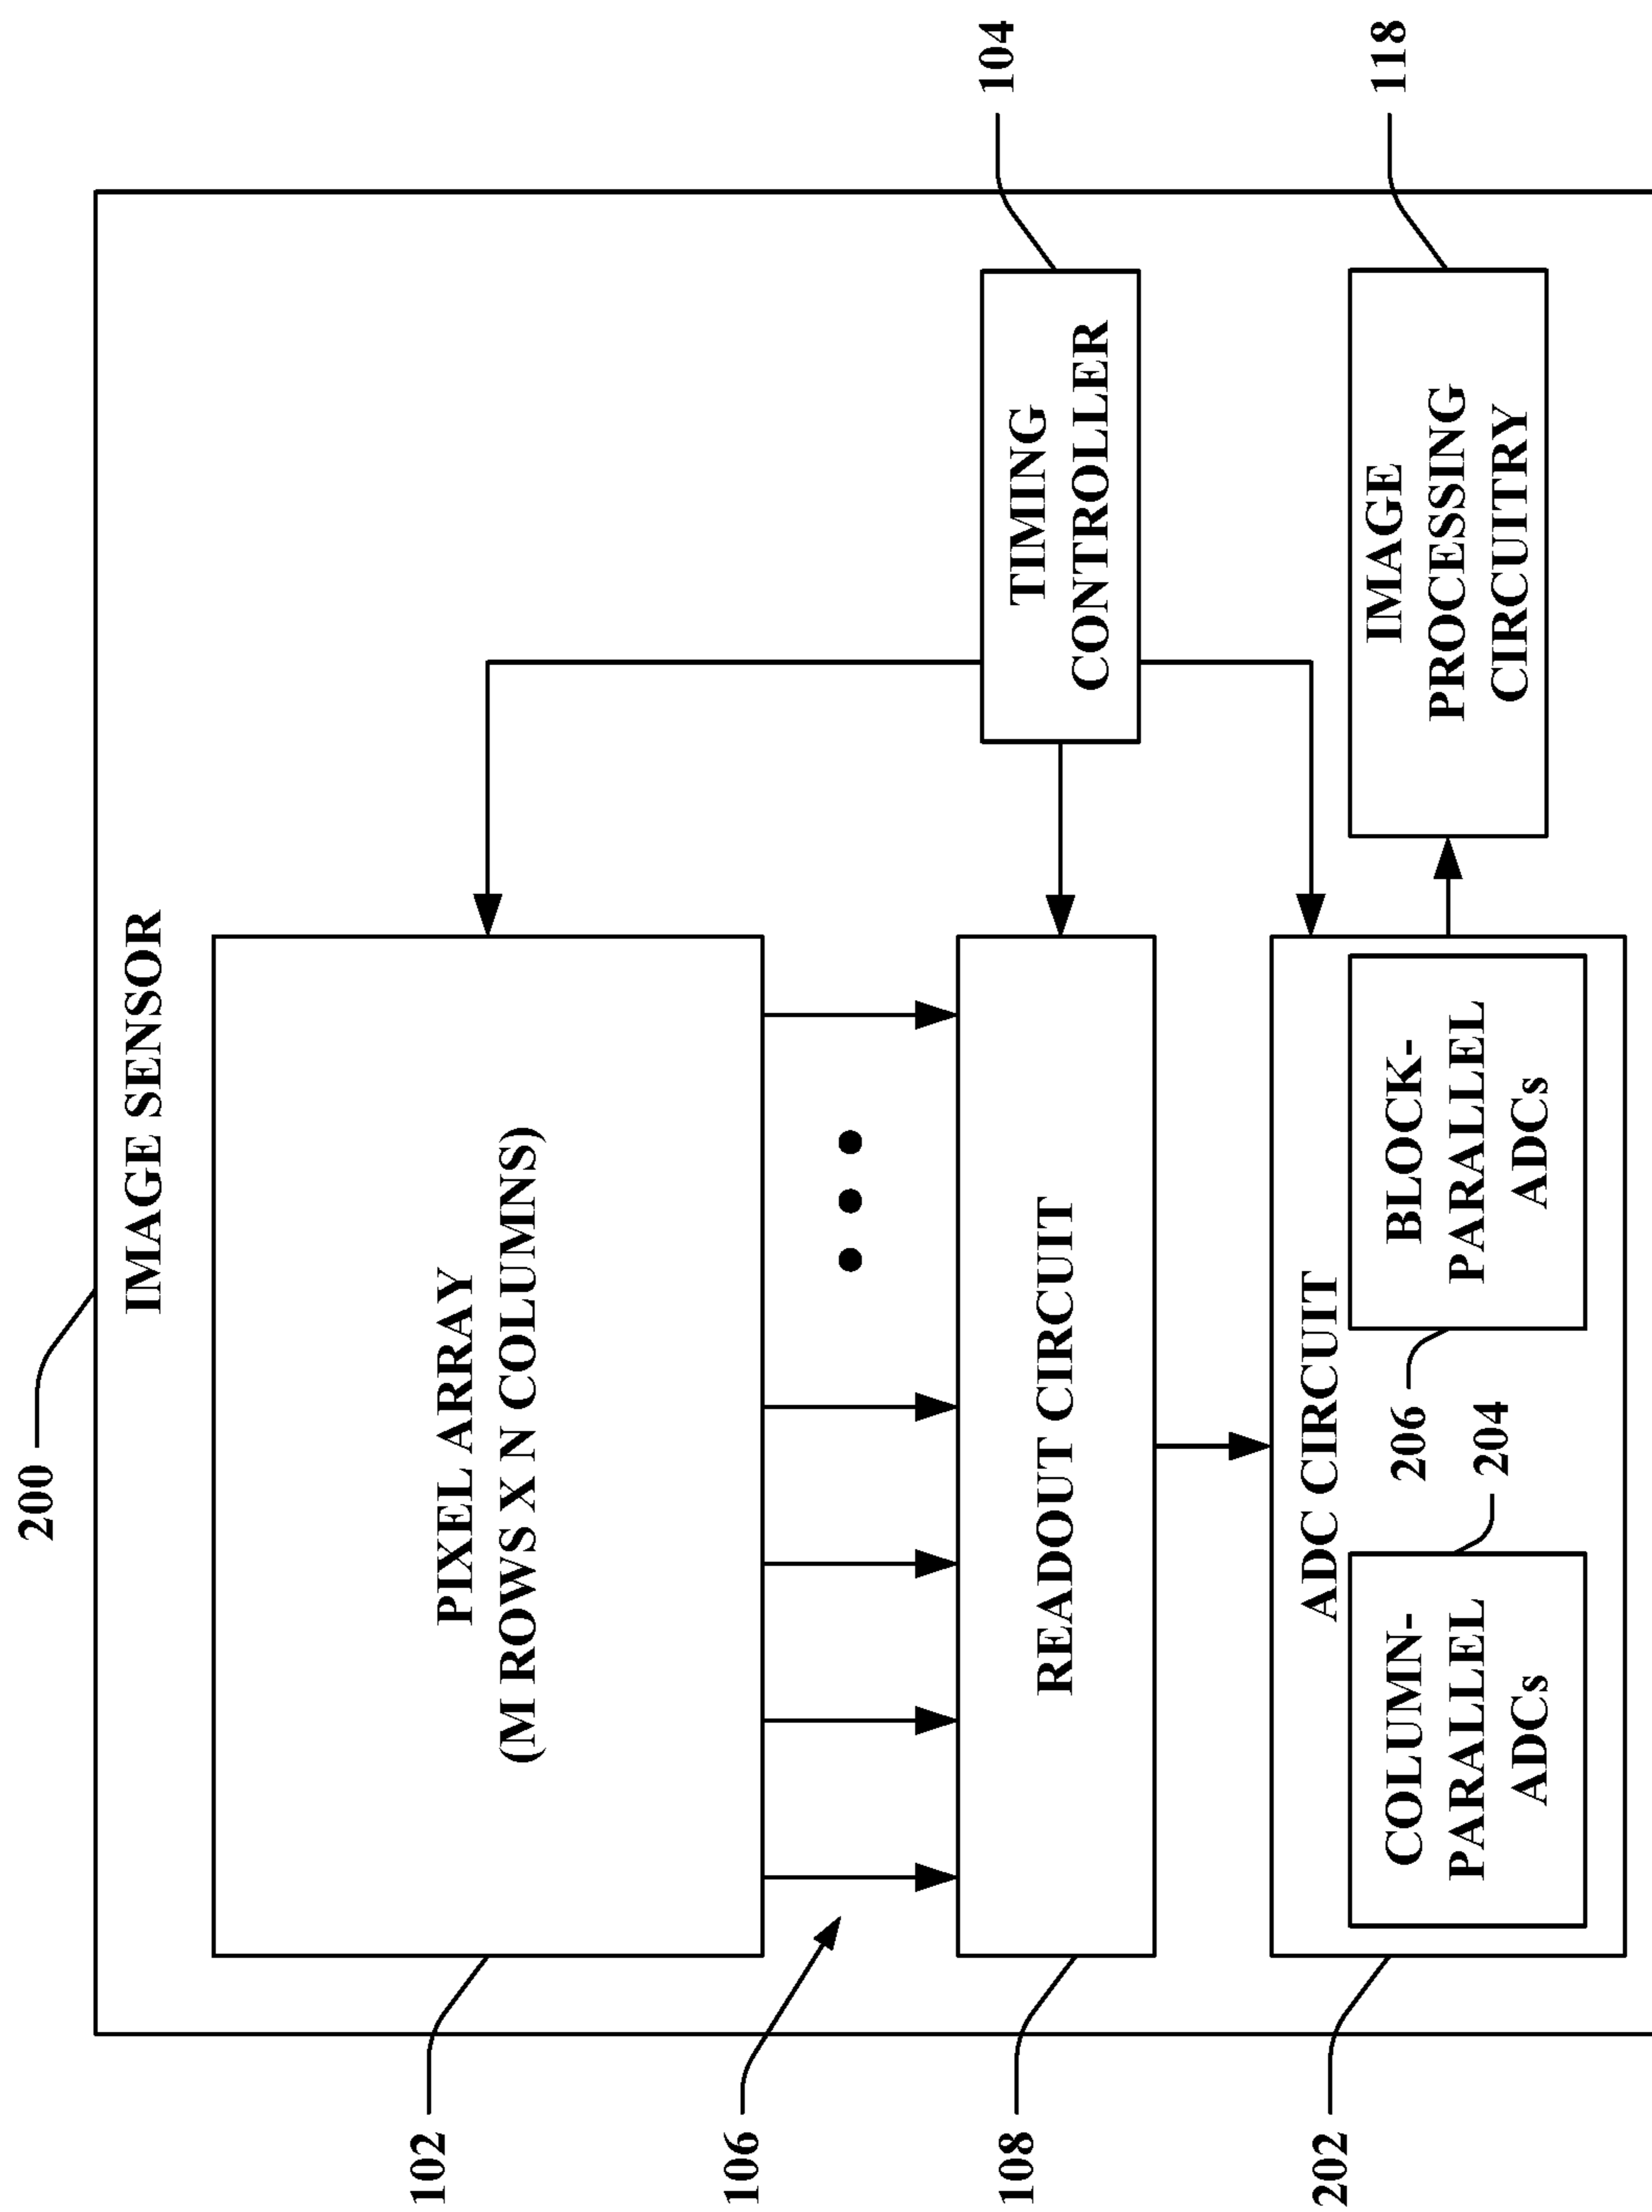 200
IMAGE SENSOR
102
PIXEL ARRAY
(M ROWS X N COLUMNS)
106
104
TIMING
CONTROLLER
108
READOUT CIRCUIT
202
ADC CIRCUIT
COLUMN-
PARALLEL
ADCs
204
206
BLOCK-
PARALLEL
ADCs
118
IMAGE
PROCESSING
CIRCUITRY